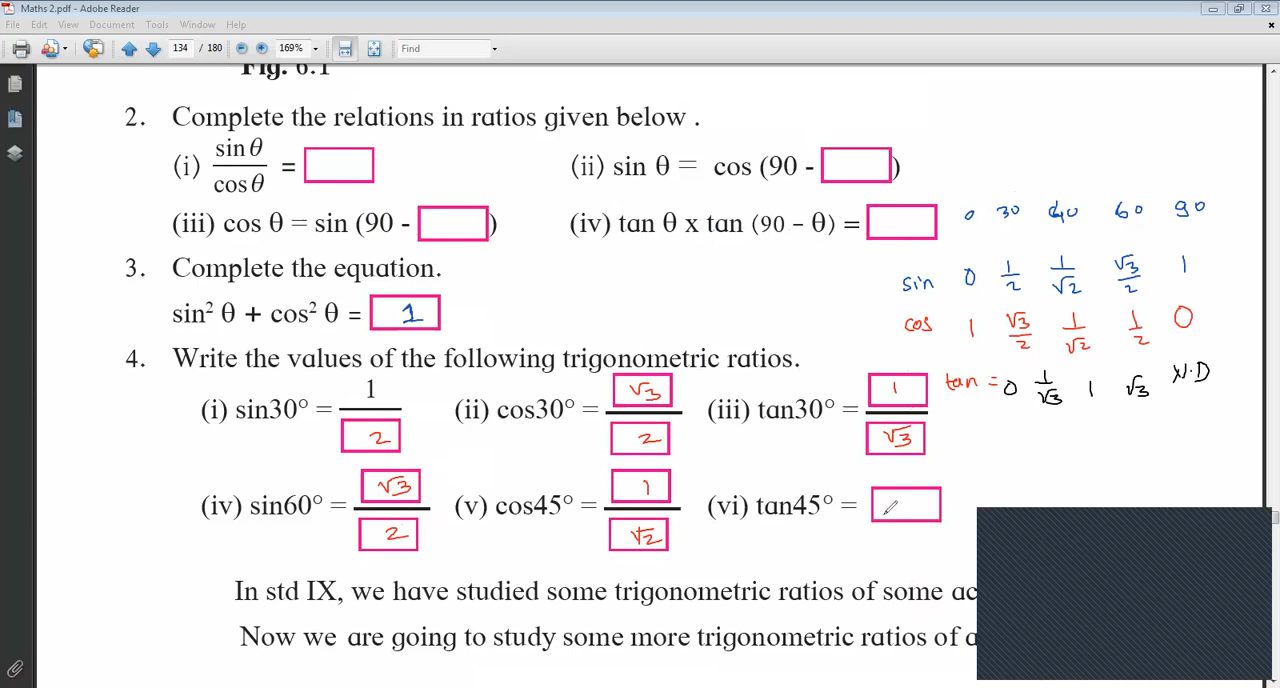 Maths 2.pdf - Adobe Reader
File Edit View Document Tools Window Help
134 / 180 169% Find
Fig. 6.1
2. Complete the relations in ratios given below .
(i) sin θ / cos θ = (ii) sin θ = cos (90 - )
(iii) cos θ = sin (90 - ) (iv) tan θ x tan (90 – θ) =
0 30 40 60 90
3. Complete the equation.
sin 0 1/2 1/√2 √3/2 1
sin² θ + cos² θ = 1
cos 1 √3/2 1/√2 1/2 0
4. Write the values of the following trigonometric ratios.
tan = 0 1/√3 1 √3 N.D
(i) sin30° = 1/2 (ii) cos30° = √3/2 (iii) tan30° = 1/√3
(iv) sin60° = √3/2 (v) cos45° = 1/√2 (vi) tan45° =
In std IX, we have studied some trigonometric ratios of some ac
Now we are going to study some more trigonometric ratios of a